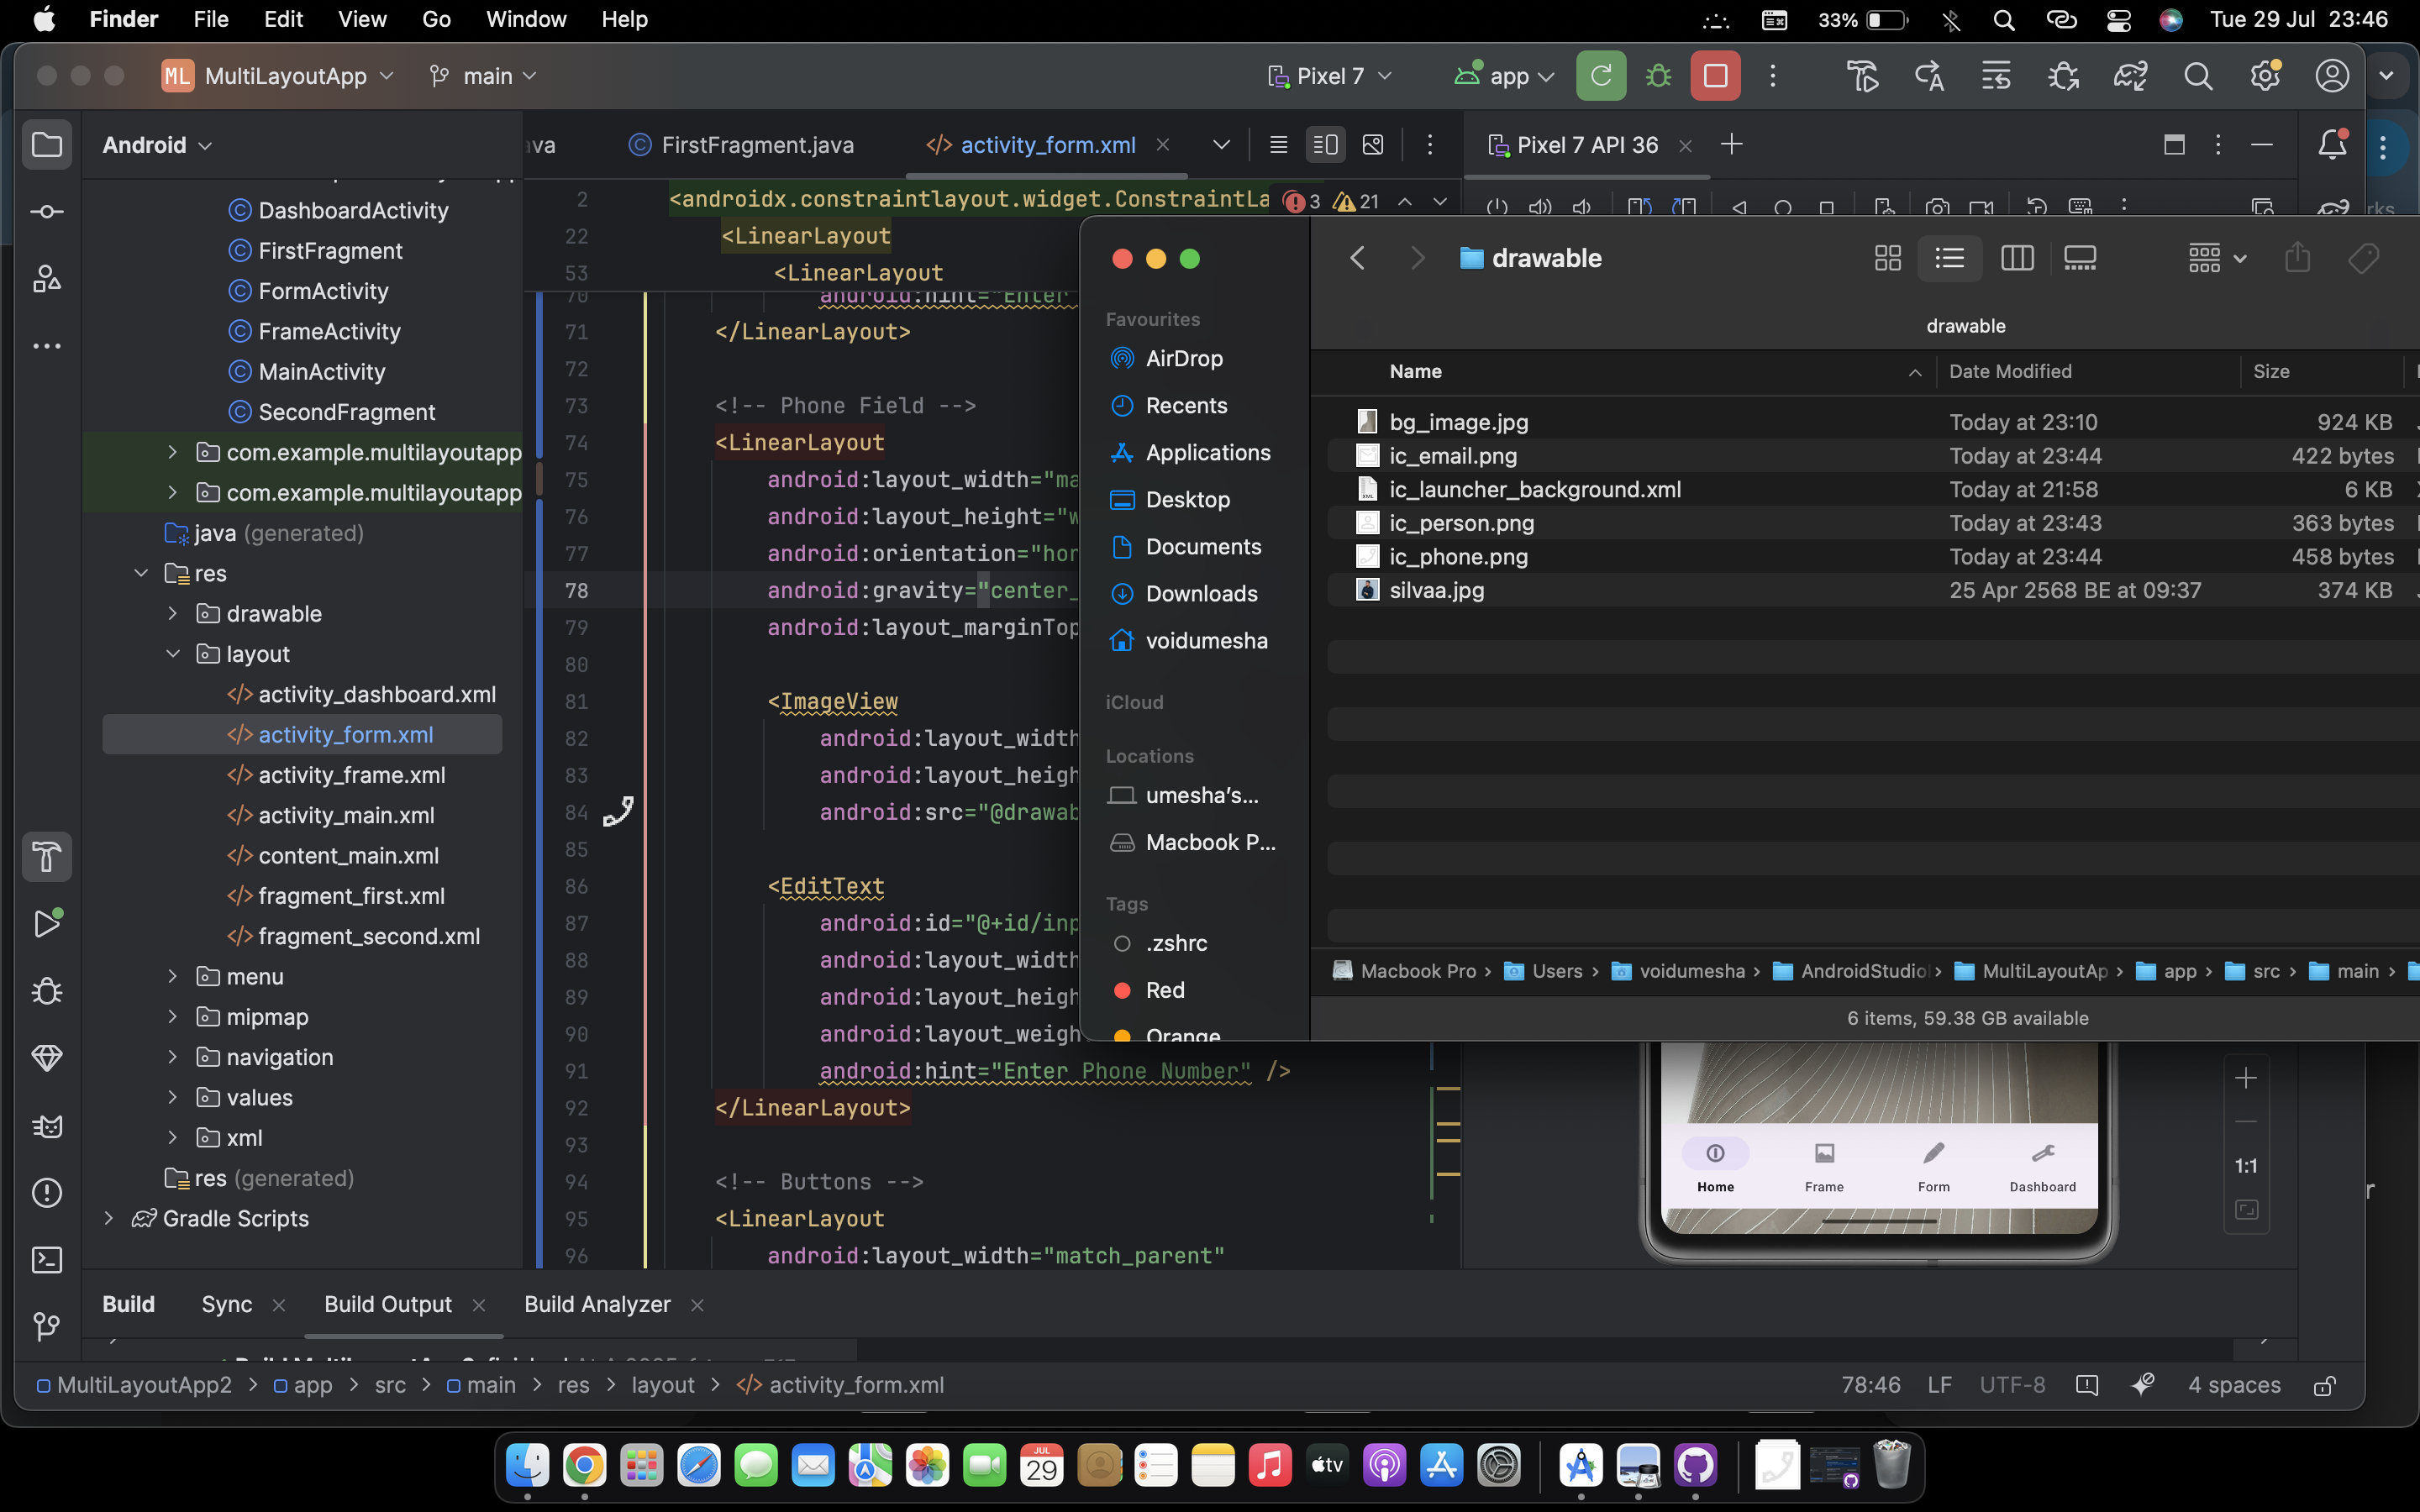 Finder File Edit View Go Window Help
33% Tue 29 Jul 23:46
ML MultiLayoutApp main
Pixel 7 app
Android
ava FirstFragment.java activity_form.xml
Pixel 7 API 36
DashboardActivity
FirstFragment
FormActivity
FrameActivity
MainActivity
SecondFragment
com.example.multilayoutapp
com.example.multilayoutapp
java (generated)
res
drawable
layout
activity_dashboard.xml
activity_form.xml
activity_frame.xml
activity_main.xml
content_main.xml
fragment_first.xml
fragment_second.xml
menu
mipmap
navigation
values
xml
res (generated)
Gradle Scripts
2 <androidx.constraintlayout.widget.ConstraintLa 3 21
22 <LinearLayout
53 <LinearLayout
70 android:hint="Enter
71 </LinearLayout>
72
73 <!-- Phone Field -->
74 <LinearLayout
75 android:layout_width="ma
76 android:layout_height="w
77 android:orientation="hor
78 android:gravity="center_
79 android:layout_marginTop
80
81 <ImageView
82 android:layout_width
83 android:layout_heigh
84 android:src="@drawab
85
86 <EditText
87 android:id="@+id/inp
88 android:layout_width
89 android:layout_heigh
90 android:layout_weigh
91 android:hint="Enter Phone Number" />
92 </LinearLayout>
93
94 <!-- Buttons -->
95 <LinearLayout
96 android:layout_width="match_parent"
Favourites
AirDrop
Recents
Applications
Desktop
Documents
Downloads
voidumesha
iCloud
Locations
umesha's...
Macbook P...
Tags
.zshrc
Red
Orange
drawable
drawable
Name Date Modified Size
bg_image.jpg Today at 23:10 924 KB
ic_email.png Today at 23:44 422 bytes
ic_launcher_background.xml Today at 21:58 6 KB
ic_person.png Today at 23:43 363 bytes
ic_phone.png Today at 23:44 458 bytes
silvaa.jpg 25 Apr 2568 BE at 09:37 374 KB
Macbook Pro › Users › voidumesha › AndroidStudio › MultiLayoutAp › app › src › main ›
6 items, 59.38 GB available
1:1
Home Frame Form Dashboard
Build Sync Build Output Build Analyzer
MultiLayoutApp2 > app > src > main > res > layout > activity_form.xml
78:46 LF UTF-8 4 spaces
JUL
29
tv